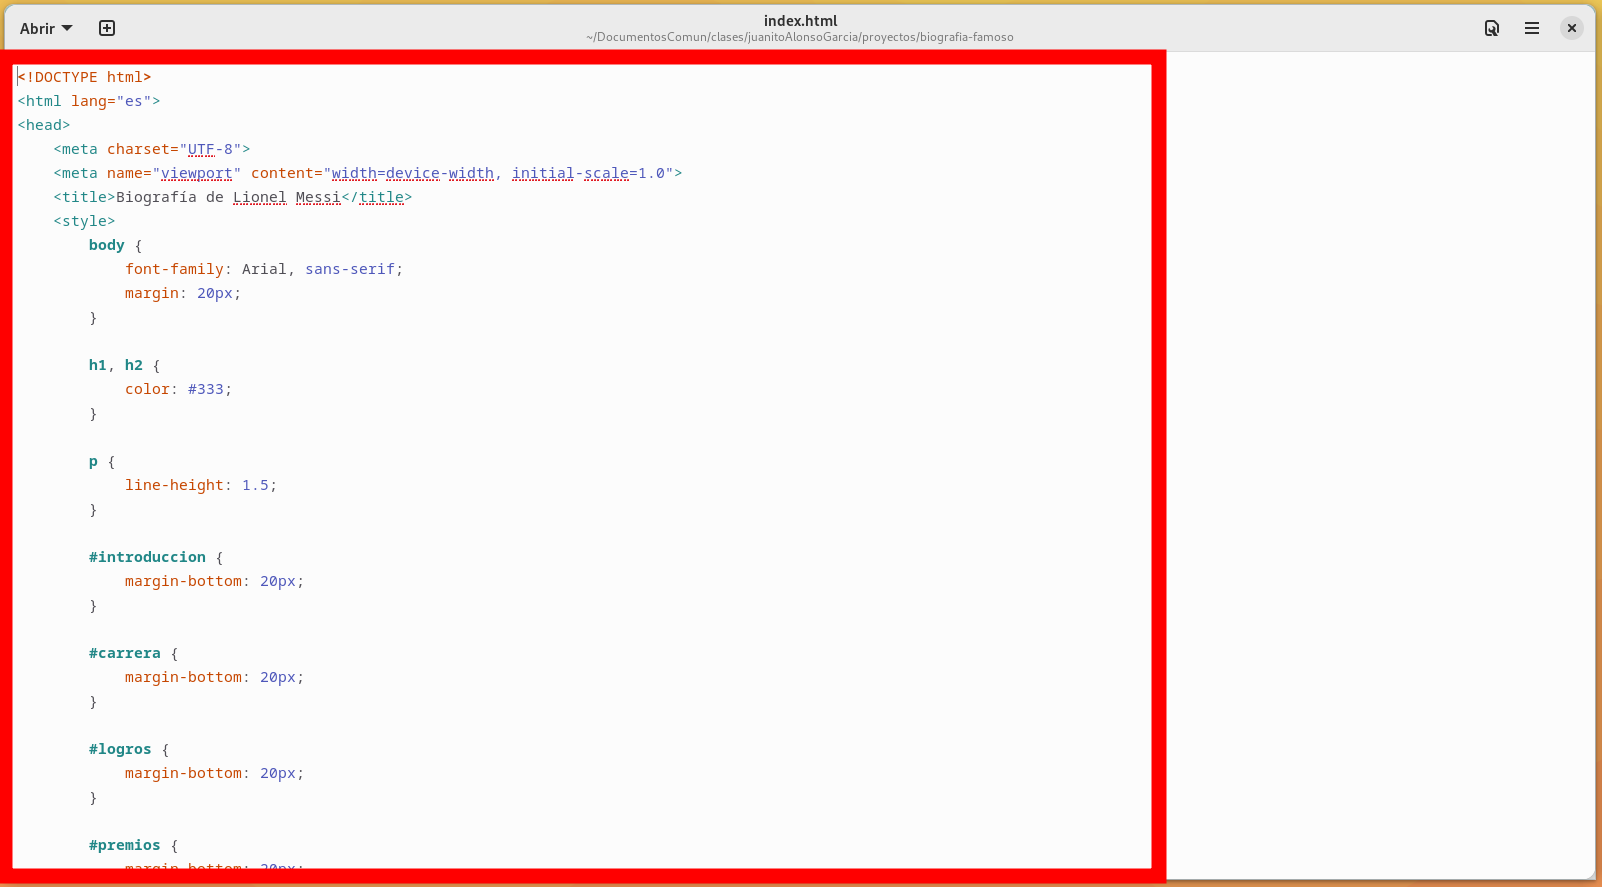 Abrir
index.html
~/DocumentosComun/clases/juanitoAlonsoGarcia/proyectos/biografia-famoso
<!DOCTYPE html>
<html lang="es">
<head>
    <meta charset="UTF-8">
    <meta name="viewport" content="width=device-width, initial-scale=1.0">
    <title>Biografía de Lionel Messi</title>
    <style>
        body {
            font-family: Arial, sans-serif;
            margin: 20px;
        }
        h1, h2 {
            color: #333;
        }
        p {
            line-height: 1.5;
        }
        #introduccion {
            margin-bottom: 20px;
        }
        #carrera {
            margin-bottom: 20px;
        }
        #logros {
            margin-bottom: 20px;
        }
        #premios {
            margin-bottom: 20px;